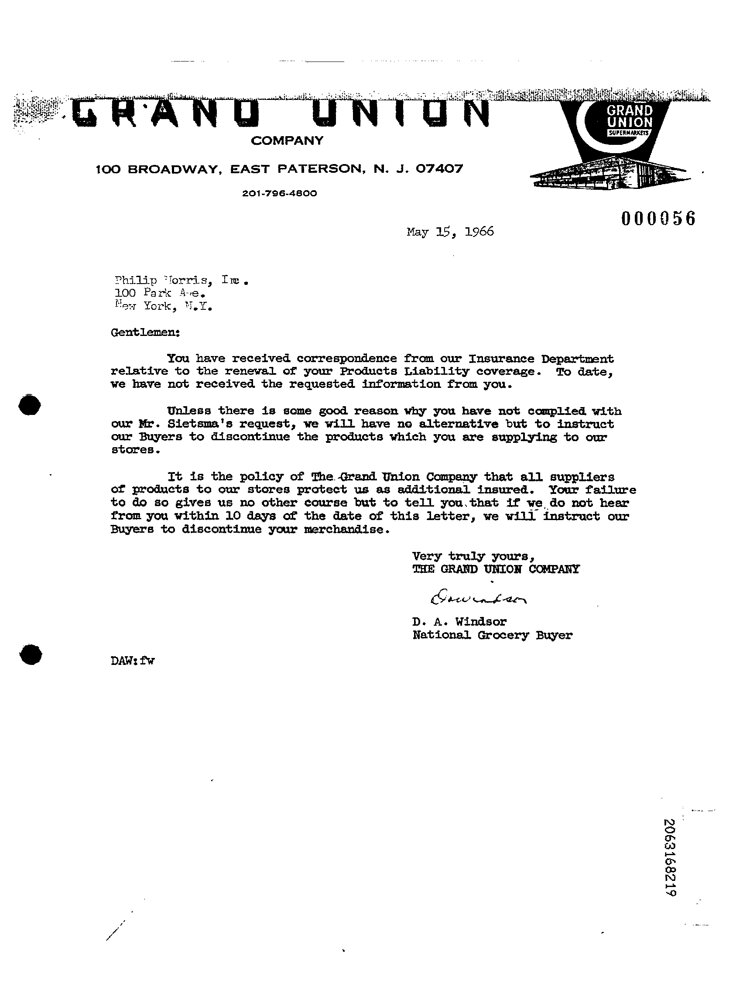 GRAND UNION
COMPANY
100 BROADWAY, EAST PATERSON, N. J. 07407
201-796-4800
GRAND
UNION
SUPERMARKETS
000056
May 15, 1966
Philip Morris, Inc.
100 Park Ave.
New York, N.Y.
Gentlemen:
You have received correspondence from our Insurance Department
relative to the renewal of your Products Liability coverage. To date,
we have not received the requested information from you.
Unless there is some good reason why you have not complied with
our Mr. Sietsma's request, we will have no alternative but to instruct
our Buyers to discontinue the products which you are supplying to our
stores.
It is the policy of The Grand Union Company that all suppliers
of products to our stores protect us as additional insured. Your failure
to do so gives us no other course but to tell you that if we do not hear
from you within 10 days of the date of this letter, we will instruct our
Buyers to discontinue your merchandise.
Very truly yours,
THE GRAND UNION COMPANY
D. A. Windsor
National Grocery Buyer
DAW:fw
2063168219